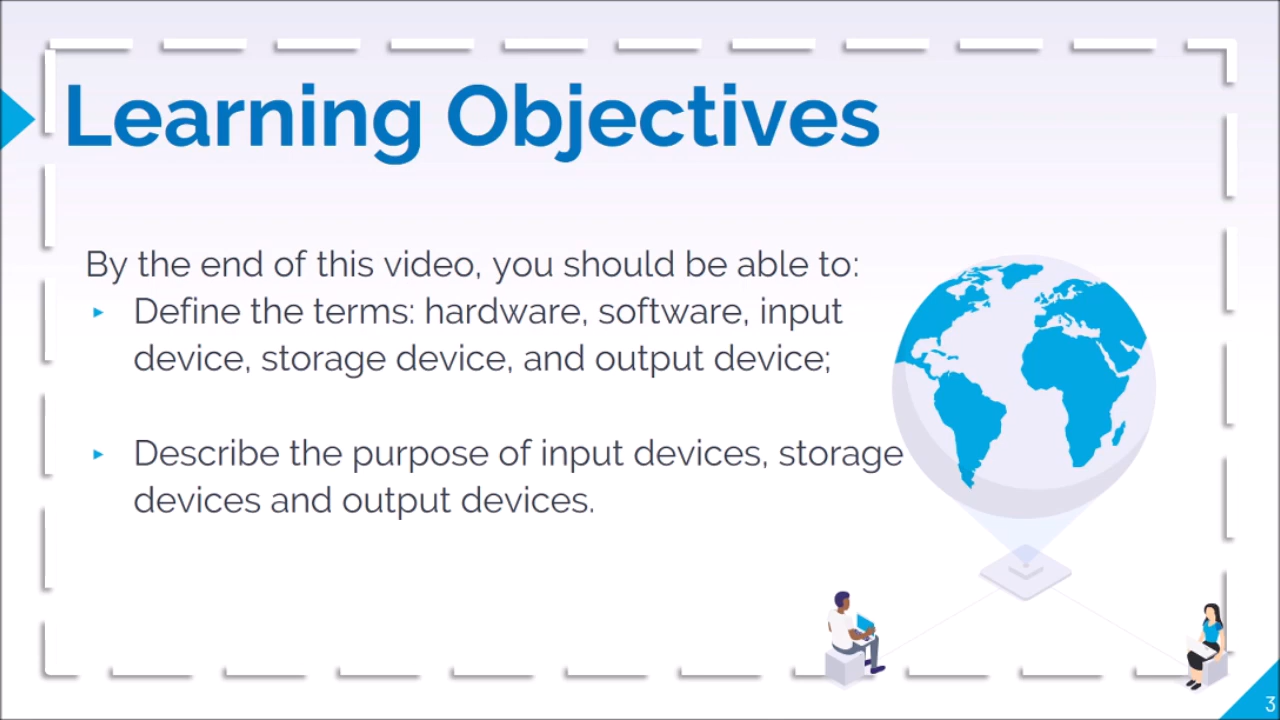 Learning Objectives
By the end of this video, you should be able to:
▸ Define the terms: hardware, software, input
device, storage device, and output device;
▸ Describe the purpose of input devices, storage
devices and output devices.
3